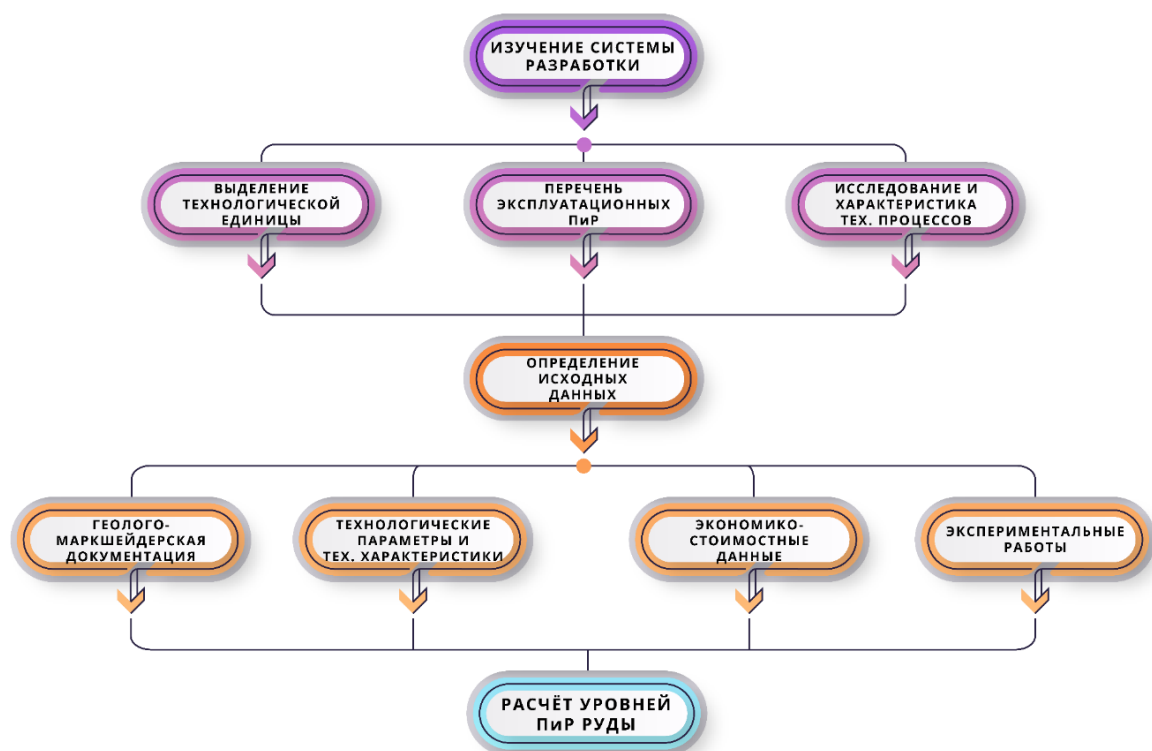 ИЗУЧЕНИЕ СИСТЕМЫ
РАЗРАБОТКИ
ВЫДЕЛЕНИЕ
ТЕХНОЛОГИЧЕСКОЙ
ЕДИНИЦЫ
ПЕРЕЧЕНЬ
ЭКСПЛУАТАЦИОННЫХ
ПиР
ИССЛЕДОВАНИЕ И
ХАРАКТЕРИСТИКА
ТЕХ. ПРОЦЕССОВ
ОПРЕДЕЛЕНИЕ
ИСХОДНЫХ
ДАННЫХ
ГЕОЛОГО-
МАРКШЕЙДЕРСКАЯ
ДОКУМЕНТАЦИЯ
ТЕХНОЛОГИЧЕСКИЕ
ПАРАМЕТРЫ И
ТЕХ. ХАРАКТЕРИСТИКИ
ЭКОНОМИКО-
СТОИМОСТНЫЕ
ДАННЫЕ
ЭКСПЕРИМЕНТАЛЬНЫЕ
РАБОТЫ
РАСЧЁТ УРОВНЕЙ
ПиР РУДЫ